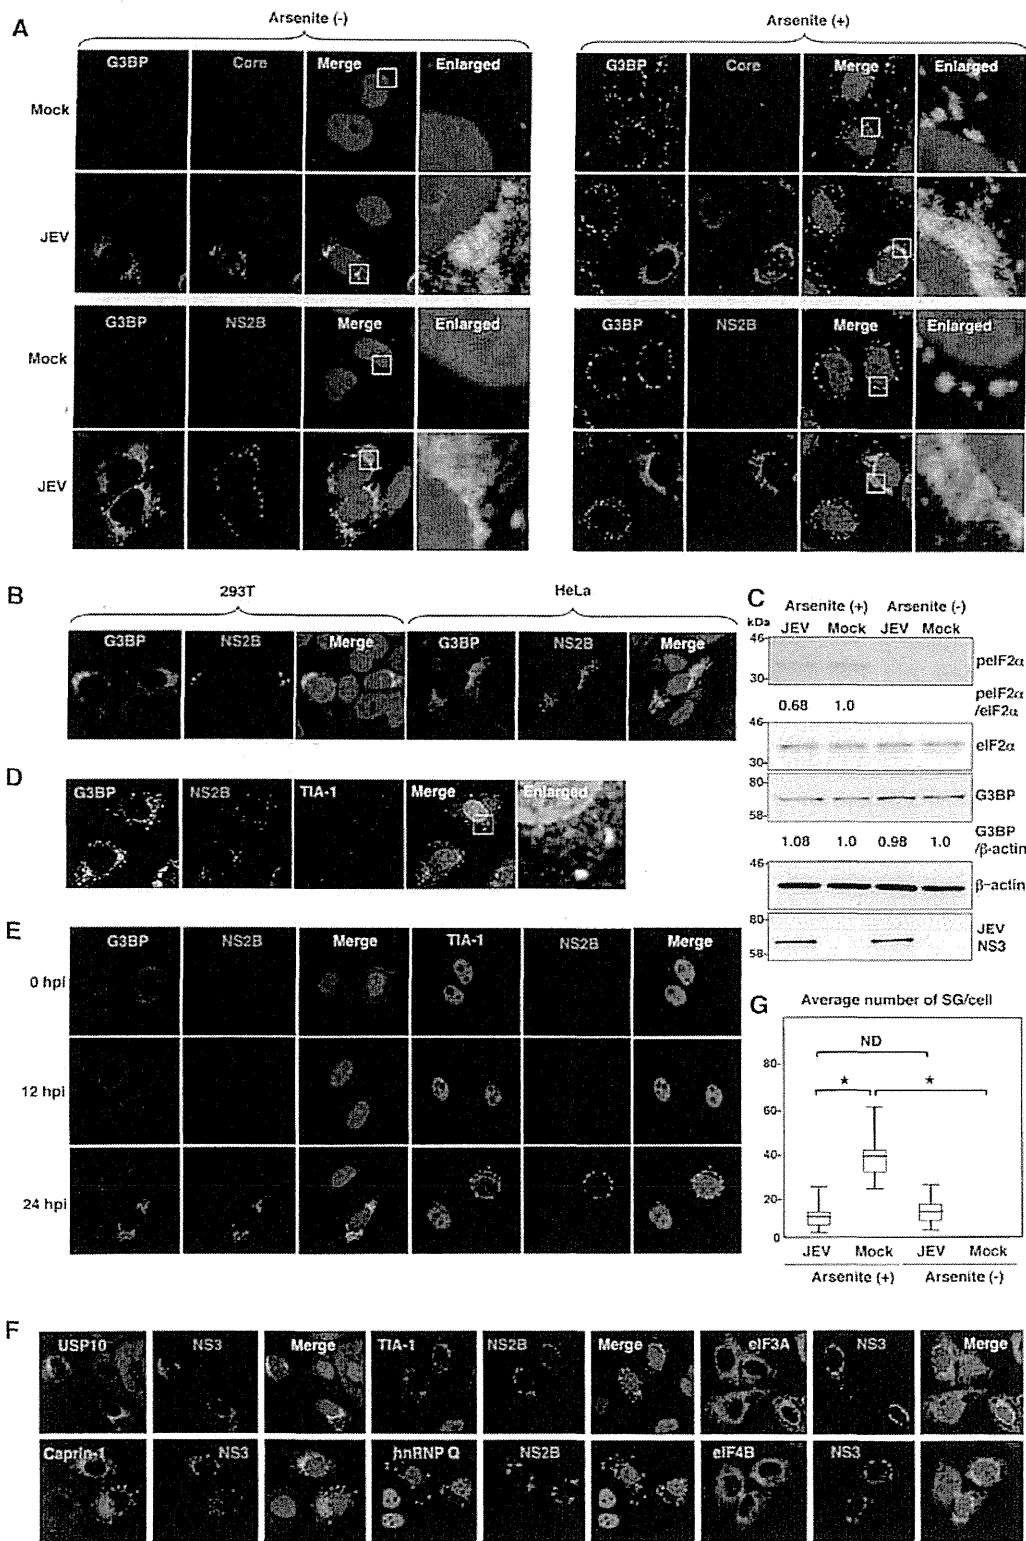 A
Arsenite (-)
Arsenite (+)
G3BP Core Merge Enlarged
G3BP Core Merge Enlarged
Mock
JEV
G3BP NS2B Merge Enlarged
G3BP NS2B Merge Enlarged
Mock
JEV
B
293T
HeLa
G3BP NS2B Merge G3BP NS2B Merge
C
Arsenite (+) Arsenite (-)
kDa JEV Mock JEV Mock
46
30
peIF2α
0.68 1.0
peIF2α
/eIF2α
46
30
eIF2α
80
58
G3BP
1.08 1.0 0.98 1.0
G3BP
/β-actin
46
β-actin
80
58
JEV
NS3
D
G3BP NS2B TIA-1 Merge Enlarged
E
G3BP NS2B Merge TIA-1 NS2B Merge
0 hpi
12 hpi
24 hpi
G
Average number of SG/cell
ND
★ ★
80
60
40
20
0
JEV Mock JEV Mock
Arsenite (+) Arsenite (-)
F
USP10 NS3 Merge TIA-1 NS2B Merge eIF3A NS3 Merge
Caprin-1 NS3 hnRNP Q NS2B eIF4B NS3